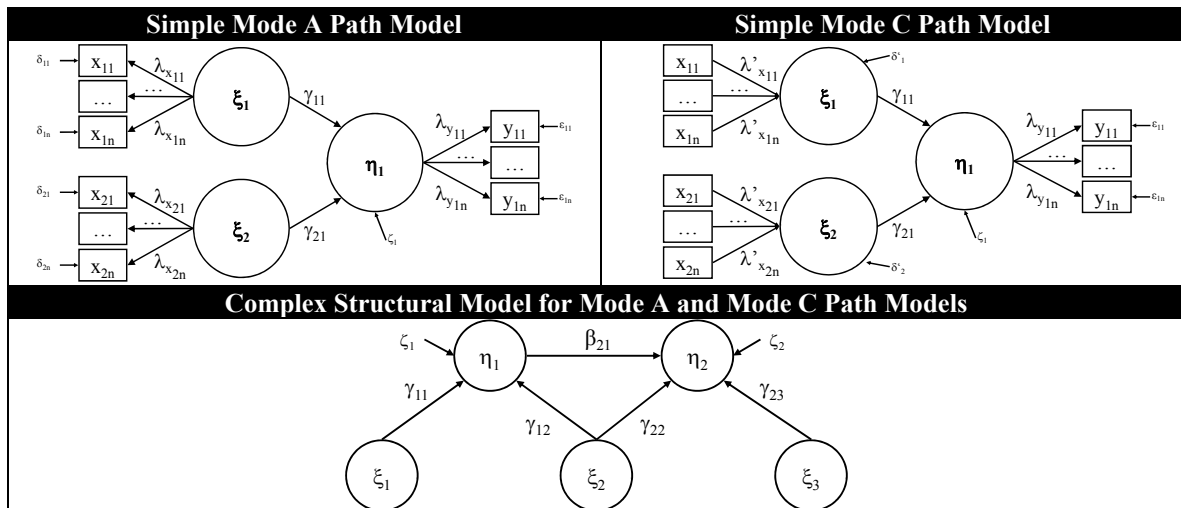 Simple Mode A Path Model
δ₁₁ x₁₁ λx₁₁
... ...
δ₁ₙ x₁ₙ λx₁ₙ
ξ₁
γ₁₁
δ₂₁ x₂₁ λx₂₁
... ...
δ₂ₙ x₂ₙ λx₂ₙ
ξ₂
γ₂₁
η₁
ζ₁
λy₁₁ y₁₁ ε₁₁
... ...
λy₁ₙ y₁ₙ ε₁ₙ
Simple Mode C Path Model
x₁₁ λ’x₁₁
... ...
x₁ₙ λ’x₁ₙ
ξ₁ δ‘₁
γ₁₁
x₂₁ λ’x₂₁
... ...
x₂ₙ λ’x₂ₙ
ξ₂ δ‘₂
γ₂₁
η₁
ζ₁
λy₁₁ y₁₁ ε₁₁
... ...
λy₁ₙ y₁ₙ ε₁ₙ
Complex Structural Model for Mode A and Mode C Path Models
ζ₁ η₁ β₂₁ η₂ ζ₂
γ₁₁ γ₁₂ γ₂₂ γ₂₃
ξ₁ ξ₂ ξ₃